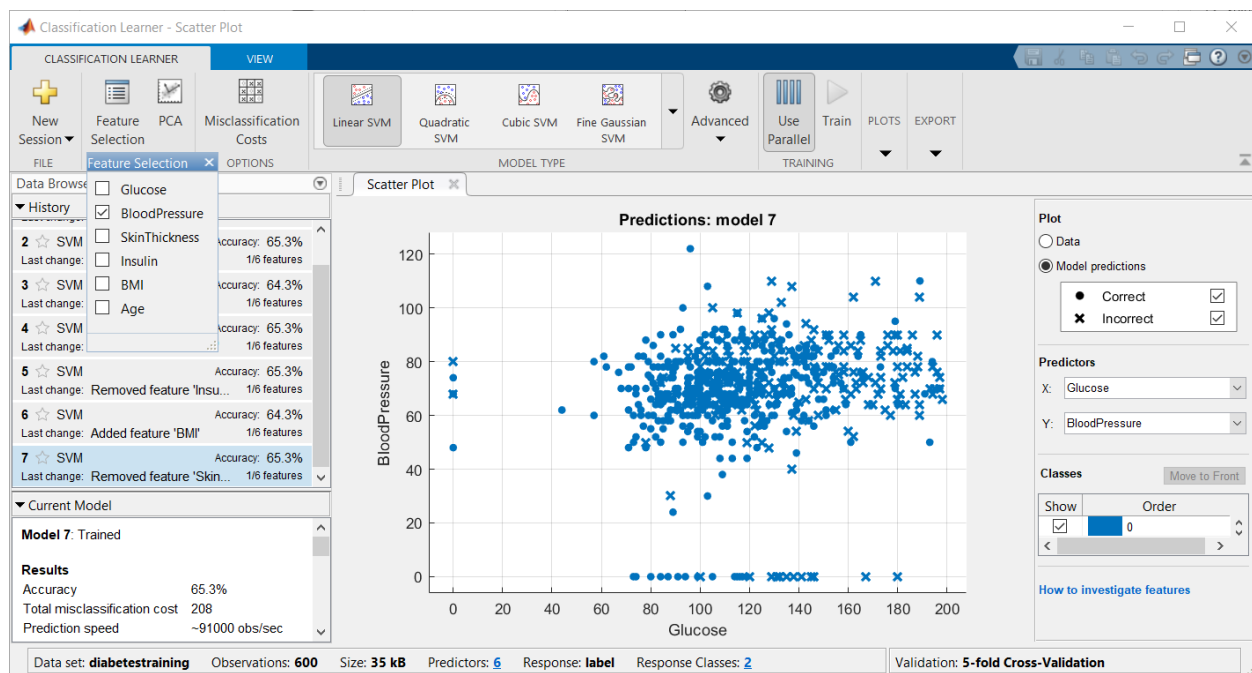 Classification Learner - Scatter Plot
CLASSIFICATION LEARNER
VIEW
New Session
Feature Selection
PCA
Misclassification Costs
Linear SVM
Quadratic SVM
Cubic SVM
Fine Gaussian SVM
Advanced
Use Parallel
Train
PLOTS
EXPORT
FILE
OPTIONS
MODEL TYPE
TRAINING
Feature Selection
Glucose
BloodPressure
SkinThickness
Insulin
BMI
Age
Data Browse
History
2 SVM Accuracy: 65.3%
Last change: 1/6 features
3 SVM Accuracy: 64.3%
Last change: 1/6 features
4 SVM Accuracy: 65.3%
Last change: 1/6 features
5 SVM Accuracy: 65.3%
Last change: Removed feature 'Insu... 1/6 features
6 SVM Accuracy: 64.3%
Last change: Added feature 'BMI' 1/6 features
7 SVM Accuracy: 65.3%
Last change: Removed feature 'Skin... 1/6 features
Current Model
Model 7: Trained
Results
Accuracy 65.3%
Total misclassification cost 208
Prediction speed ~91000 obs/sec
Scatter Plot
Predictions: model 7
120
100
80
60
40
20
0
BloodPressure
0 20 40 60 80 100 120 140 160 180 200
Glucose
Plot
Data
Model predictions
Correct
Incorrect
Predictors
X: Glucose
Y: BloodPressure
Classes
Move to Front
Show Order
0
How to investigate features
Data set: diabetestraining Observations: 600 Size: 35 kB Predictors: 6 Response: label Response Classes: 2
Validation: 5-fold Cross-Validation